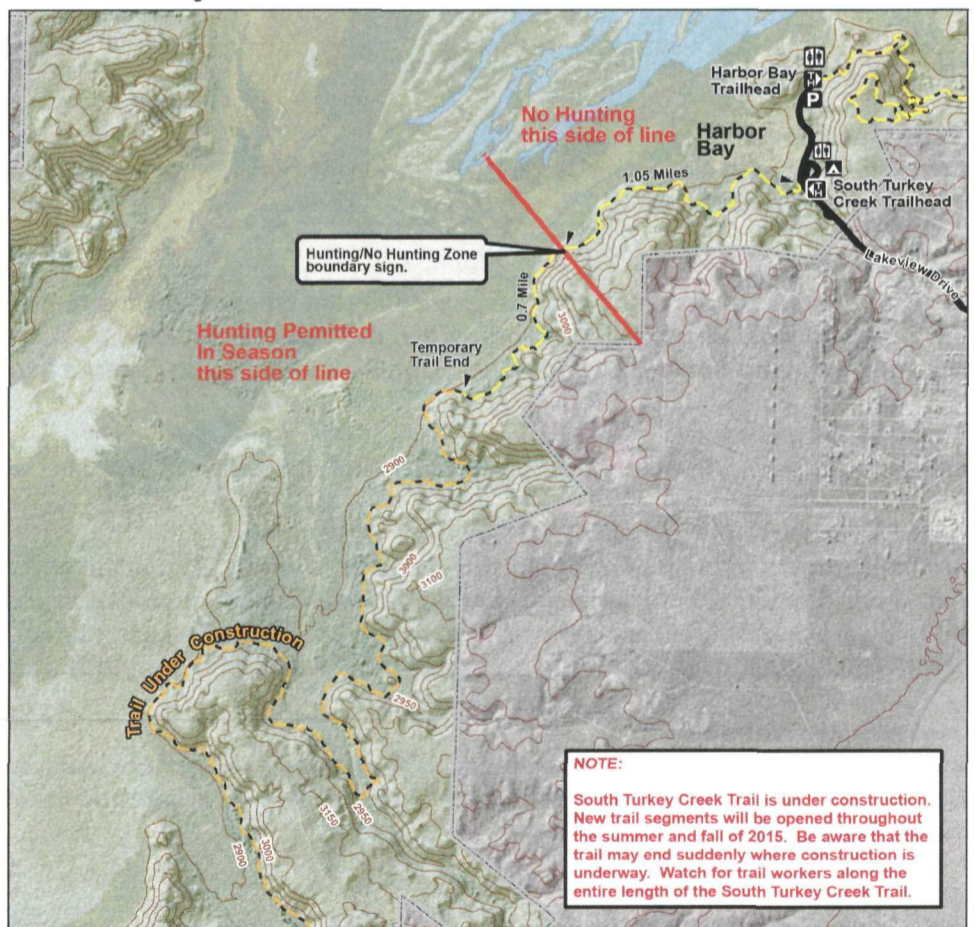 Harbor Bay
Trailhead
P
No Hunting
this side of line
Harbor
Bay
1.05 Miles
South Turkey
Creek Trailhead
Lakeview Drive
Hunting/No Hunting Zone
boundary sign.
0.7 Mile
3000
Hunting Pemitted
In Season
this side of line
Temporary
Trail End
2900
3000
3100
Trail Under Construction
2950
NOTE:
South Turkey Creek Trail is under construction.
New trail segments will be opened throughout
the summer and fall of 2015. Be aware that the
trail may end suddenly where construction is
underway. Watch for trail workers along the
entire length of the South Turkey Creek Trail.
3150
2950
2900
3000